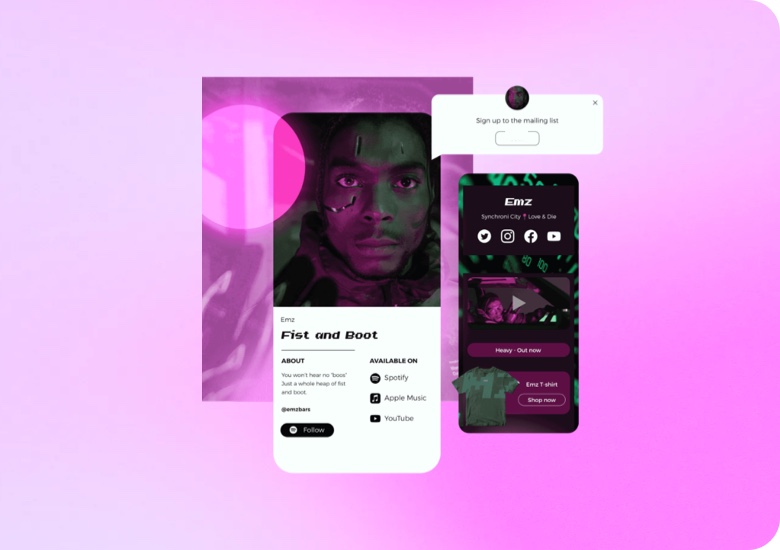 Sign up to the mailing list
Emz
Synchroni City Love & Die
Heavy - Out now
Emz T-shirt
Shop now
Emz
Fist and Boot
ABOUT
You won't hear no "boos"
Just a whole heap of fist
and boot.
@emzbars
Follow
AVAILABLE ON
Spotify
Apple Music
YouTube